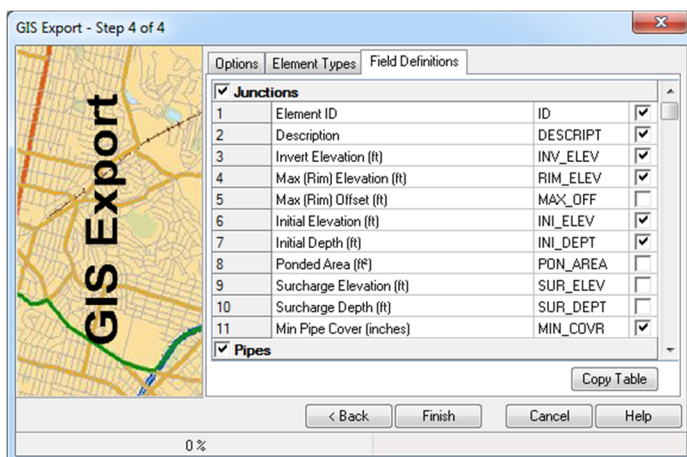 GIS Export - Step 4 of 4
GIS Export
Options Element Types Field Definitions
Junctions
1 Element ID ID
2 Description DESCRIPT
3 Invert Elevation (ft) INV_ELEV
4 Max (Rim) Elevation (ft) RIM_ELEV
5 Max (Rim) Offset (ft) MAX_OFF
6 Initial Elevation (ft) INI_ELEV
7 Initial Depth (ft) INI_DEPT
8 Ponded Area (ft²) PON_AREA
9 Surcharge Elevation (ft) SUR_ELEV
10 Surcharge Depth (ft) SUR_DEPT
11 Min Pipe Cover (inches) MIN_COVR
Pipes
Copy Table
< Back Finish Cancel Help
0 %